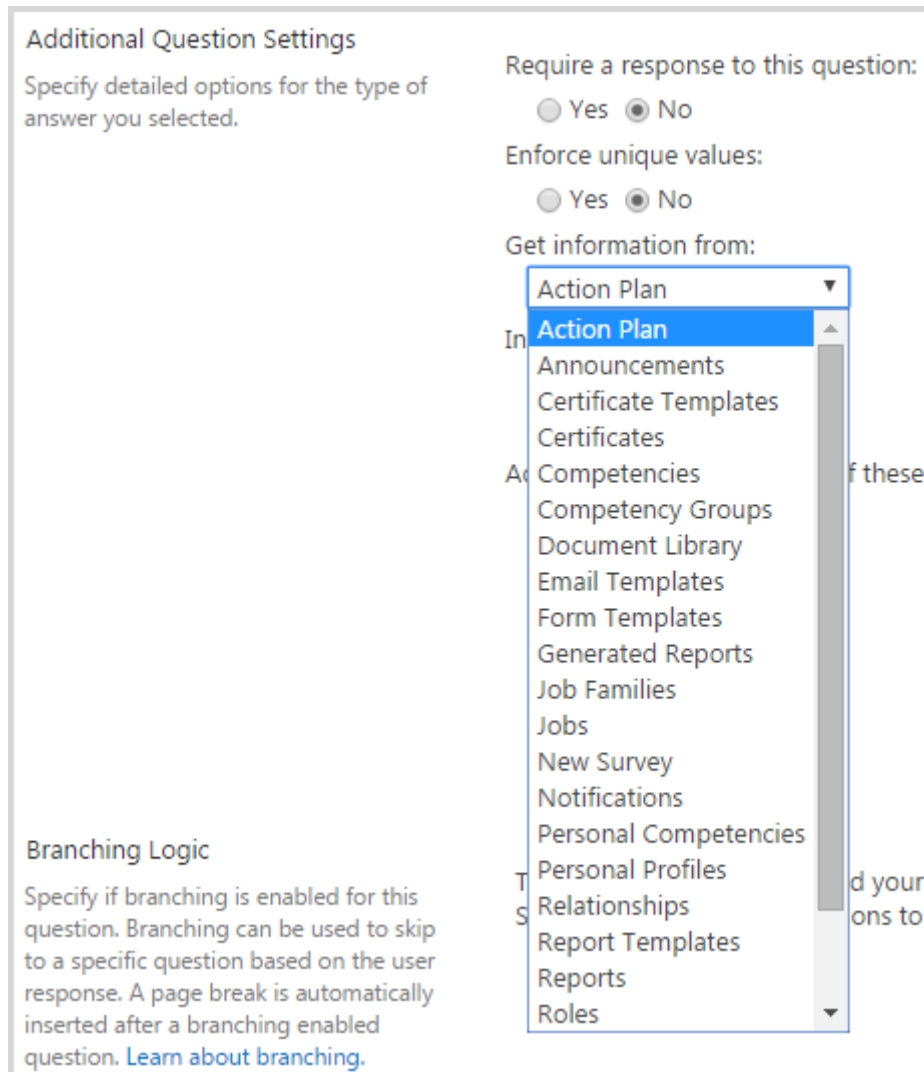 Additional Question Settings
Specify detailed options for the type of
answer you selected.
Require a response to this question:
Yes No
Enforce unique values:
Yes No
Get information from:
Action Plan
Action Plan
In
Announcements
Certificate Templates
Certificates
Competencies
f these
Competency Groups
Document Library
Email Templates
Form Templates
Generated Reports
Job Families
Jobs
New Survey
Notifications
Personal Competencies
Personal Profiles
d your
Relationships
ons to
Report Templates
Reports
Roles
Branching Logic
Specify if branching is enabled for this
question. Branching can be used to skip
to a specific question based on the user
response. A page break is automatically
inserted after a branching enabled
question. Learn about branching.